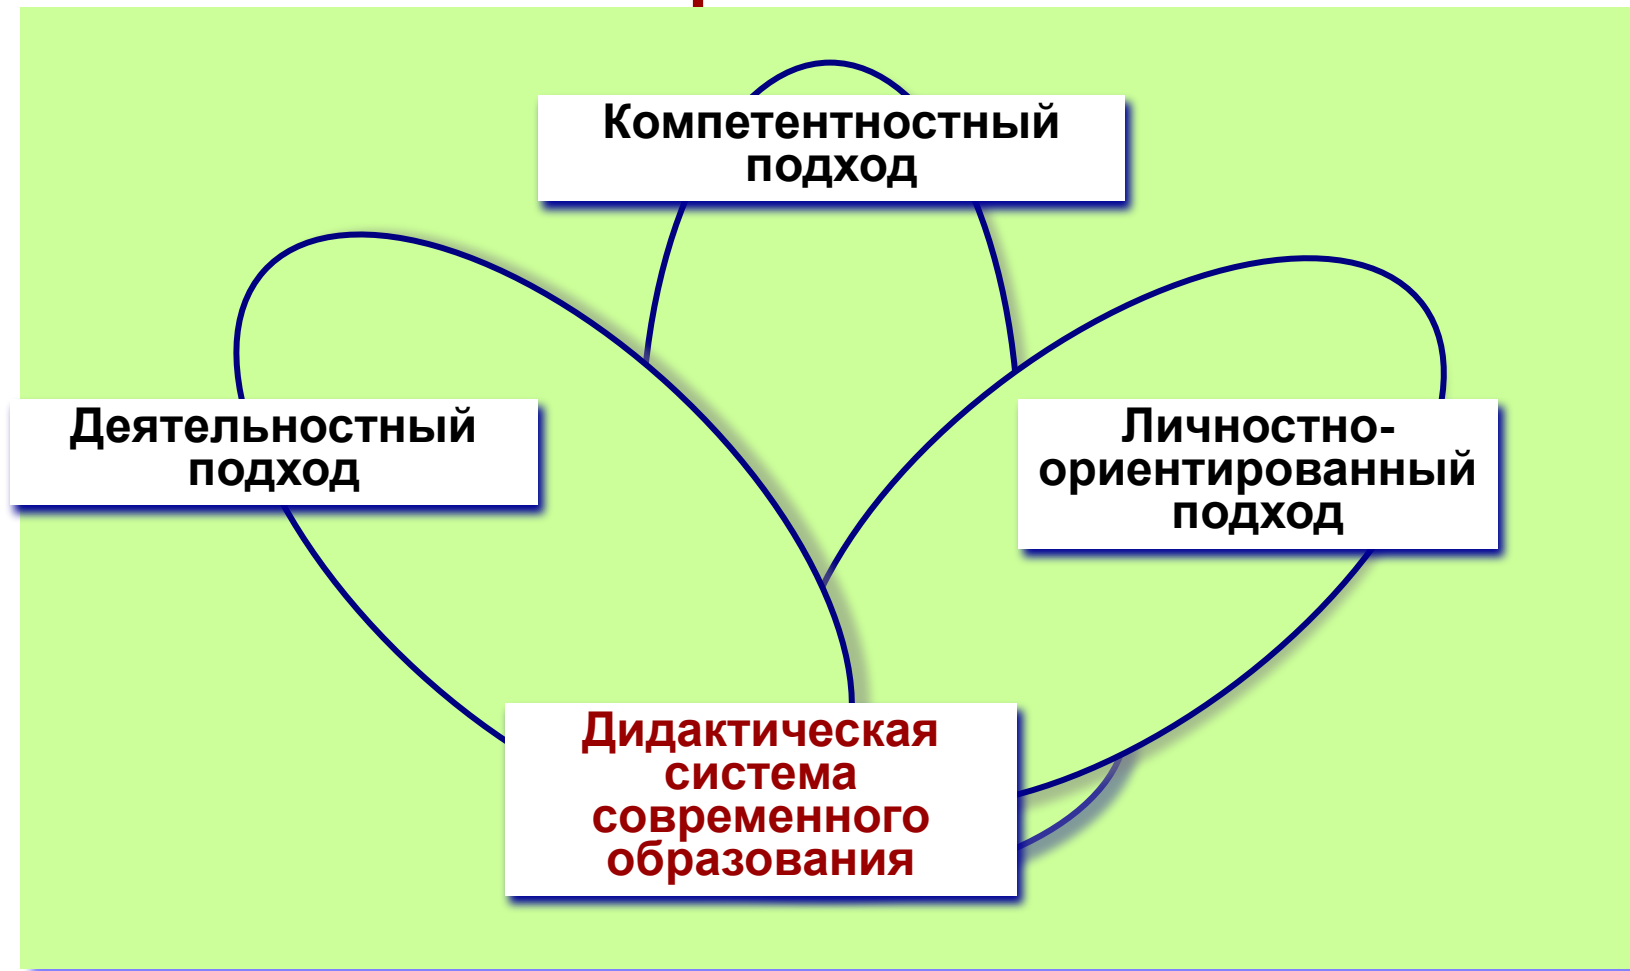 Компетентностный
подход
Деятельностный
подход
Личностно-
ориентированный
подход
Дидактическая
система
современного
образования